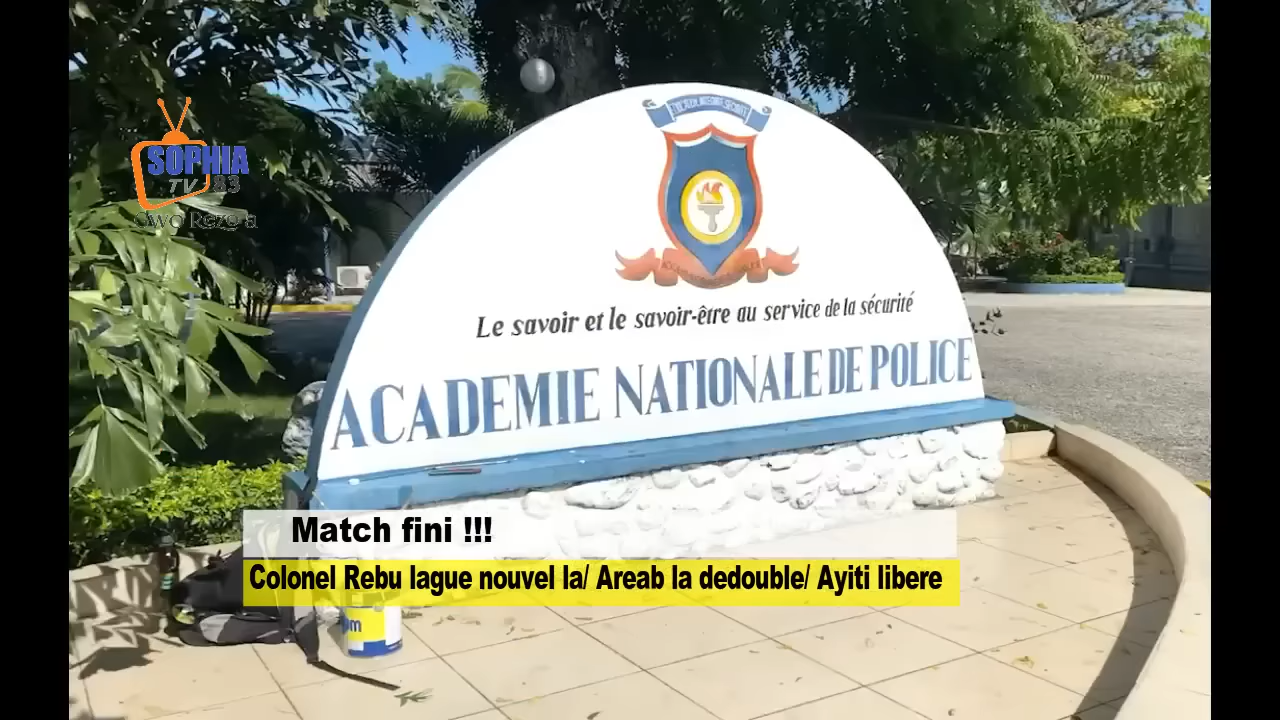 SOPHIA
TV 83
Le savoir et le savoir-être au service de la sécurité
ACADEMIE NATIONALE DE POLICE
Match fini !!!
Colonel Rebu lague nouvel la/ Areab la dedouble/ Ayiti libere